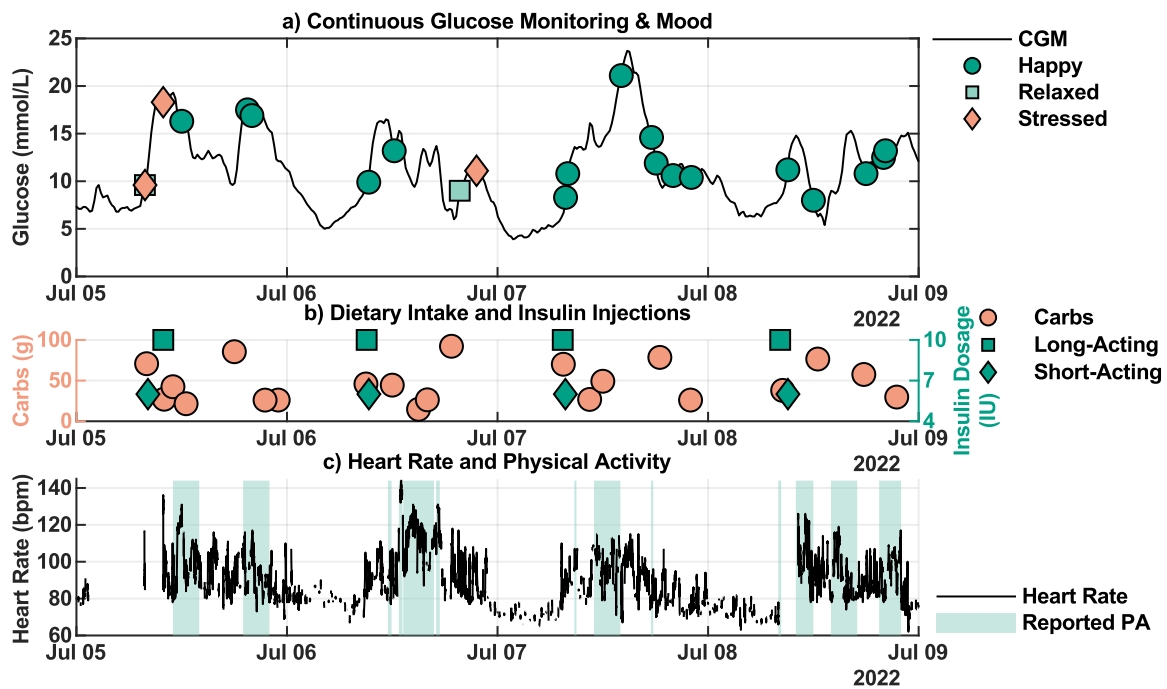 a) Continuous Glucose Monitoring & Mood
25
20
15
10
5
0
Glucose (mmol/L)
Jul 05
Jul 06
Jul 07
Jul 08
Jul 09
2022
CGM
Happy
Relaxed
Stressed
b) Dietary Intake and Insulin Injections
100
50
0
Carbs (g)
10
7
4
Insulin Dosage
(IU)
Jul 05
Jul 06
Jul 07
Jul 08
Jul 09
2022
Carbs
Long-Acting
Short-Acting
c) Heart Rate and Physical Activity
140
120
100
80
60
Heart Rate (bpm)
Jul 05
Jul 06
Jul 07
Jul 08
Jul 09
2022
Heart Rate
Reported PA